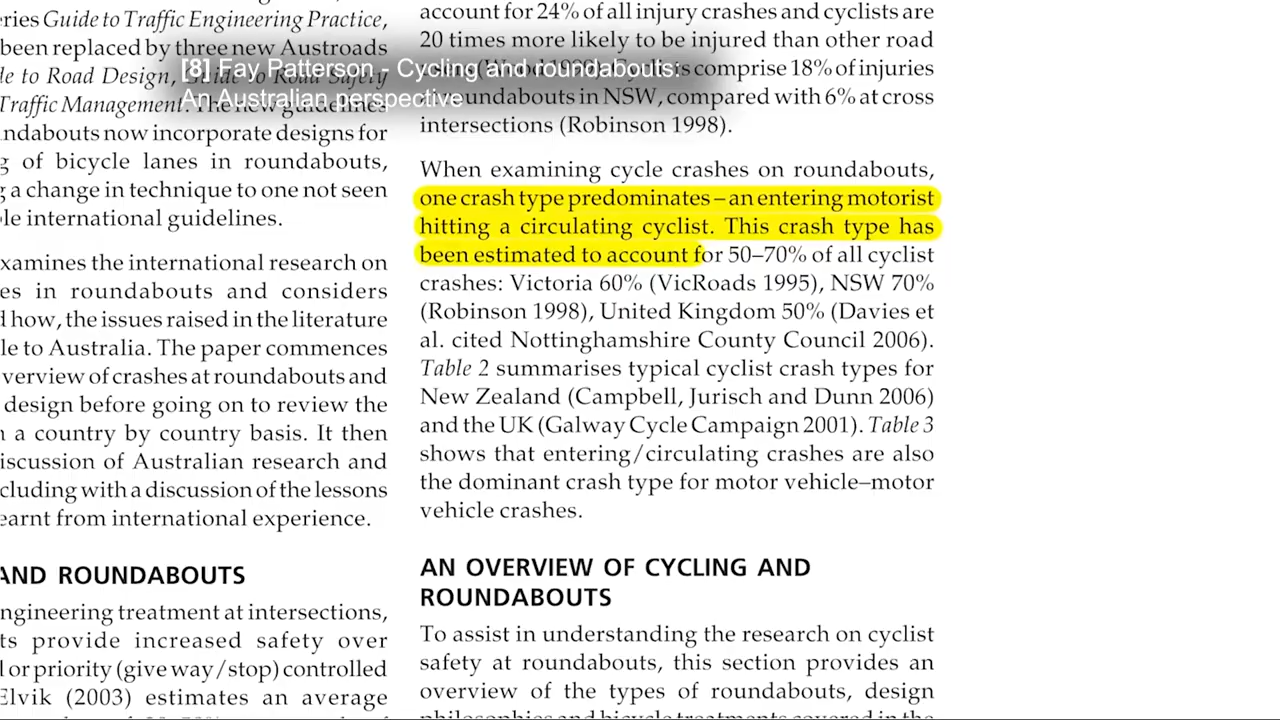 [8] Fay Patterson - Cycling and roundabouts:
An Australian perspective
Guide to Traffic Engineering Practice,
been replaced by three new Austroads
to Road Design, Guide to Road Safety
Traffic Management. The new guidelines
now incorporate designs for
of bicycle lanes in roundabouts,
a change in technique to one not seen
international guidelines.
the international research on
in roundabouts and considers
how, the issues raised in the literature
to Australia. The paper commences
of crashes at roundabouts and
design before going on to review the
a country by country basis. It then
of Australian research and
with a discussion of the lessons
from international experience.
AND ROUNDABOUTS
treatment at intersections,
provide increased safety over
or priority (give way/stop) controlled
Elvik (2003) estimates an average
account for 24% of all injury crashes and cyclists are
20 times more likely to be injured than other road
comprise 18% of injuries
roundabouts in NSW, compared with 6% at cross
intersections (Robinson 1998).
When examining cycle crashes on roundabouts,
one crash type predominates – an entering motorist
hitting a circulating cyclist. This crash type has
been estimated to account for 50–70% of all cyclist
crashes: Victoria 60% (VicRoads 1995), NSW 70%
(Robinson 1998), United Kingdom 50% (Davies et
al. cited Nottinghamshire County Council 2006).
Table 2 summarises typical cyclist crash types for
New Zealand (Campbell, Jurisch and Dunn 2006)
and the UK (Galway Cycle Campaign 2001). Table 3
shows that entering/circulating crashes are also
the dominant crash type for motor vehicle–motor
vehicle crashes.
AN OVERVIEW OF CYCLING AND
ROUNDABOUTS
To assist in understanding the research on cyclist
safety at roundabouts, this section provides an
overview of the types of roundabouts, design
philosophies and bicycle treatments covered in the